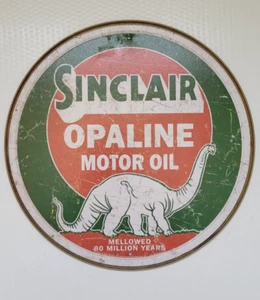 SINCLAIR
OPALINE
MOTOR OIL
MELLOWED
80 MILLION YEARS